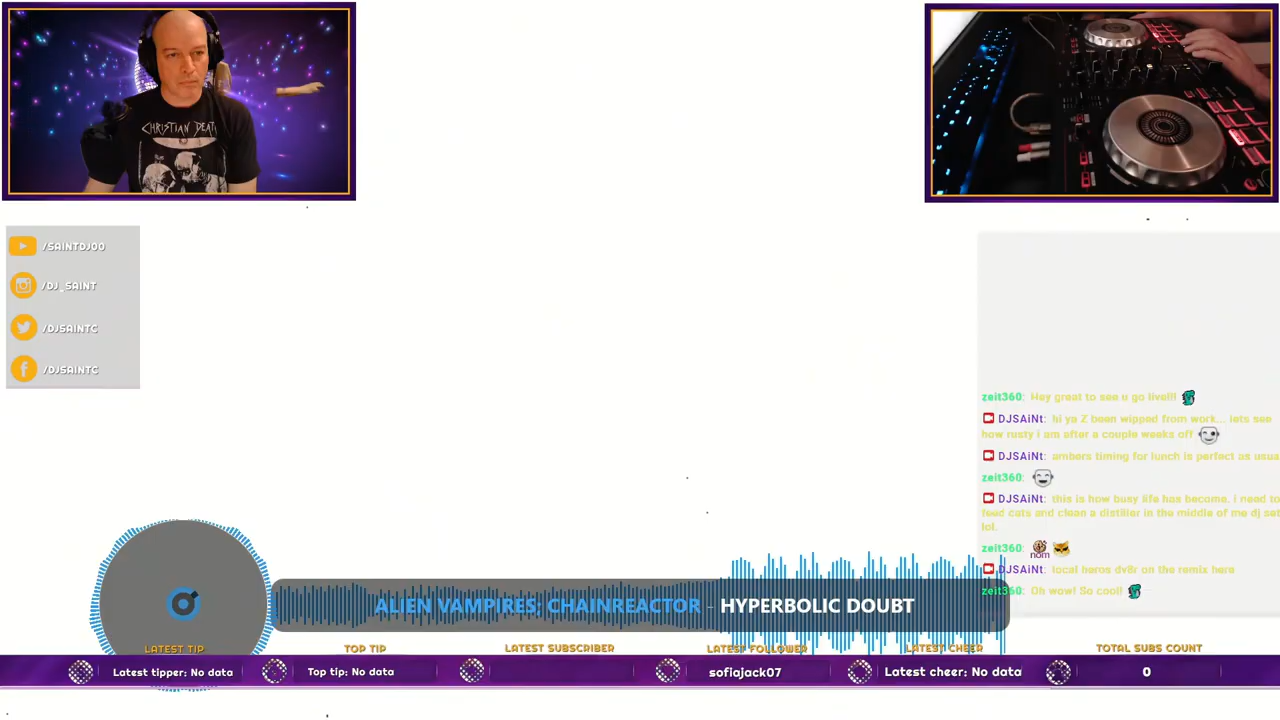 CHRISTIAN DEATH
/SAINTDJ00
/DJ_SAINT
/DJSAINTC
/DJSAINTC
zeit360: Hey great to see u go live!!!
DJSAiNt: hi ya Z been wipped from work... lets see
how rusty i am after a couple weeks off
DJSAiNt: ambers timing for lunch is perfect as usua
zeit360:
DJSAiNt: this is how busy life has become, i need to
feed cats and clean a distiller in the middle of me dj set
lol.
zeit360: nom
DJSAiNt: local heros dv8r on the remix here
zeit360: Oh wow! So cool!
ALIEN VAMPIRES; CHAINREACTOR - HYPERBOLIC DOUBT
LATEST TIP TOP TIP LATEST SUBSCRIBER LATEST FOLLOWER LATEST CHEER TOTAL SUBS COUNT
Latest tipper: No data Top tip: No data sofiajack07 Latest cheer: No data 0